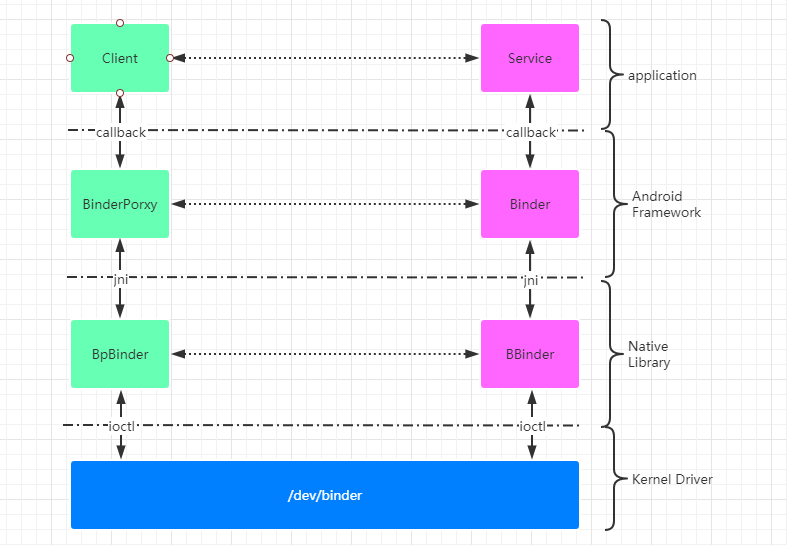 Client
Service
application
callback
callback
BinderPorxy
Binder
Android
Framework
jni
jni
BpBinder
BBinder
Native
Library
ioctl
ioctl
/dev/binder
Kernel Driver